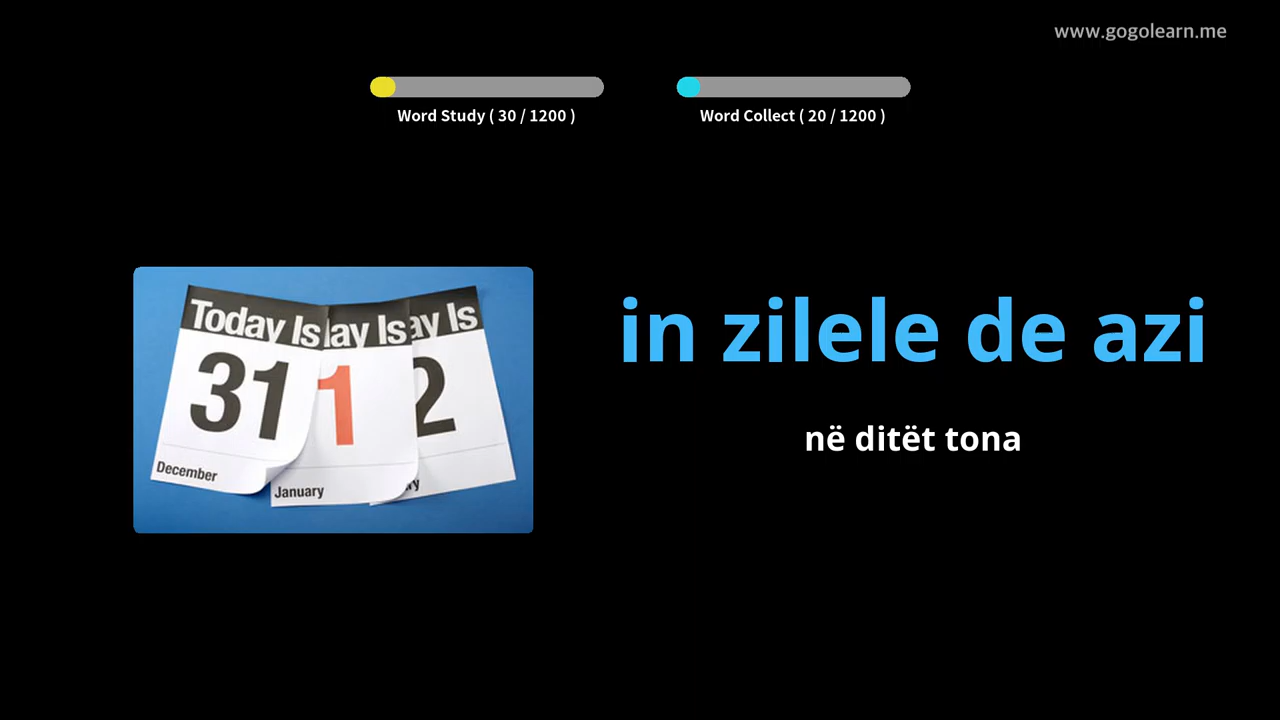 www.gogolearn.me
Word Study ( 30 / 1200 )
Word Collect ( 20 / 1200 )
Today Is
ay Is
ay Is
31
1
2
December
January
ry
in zilele de azi
në ditët tona